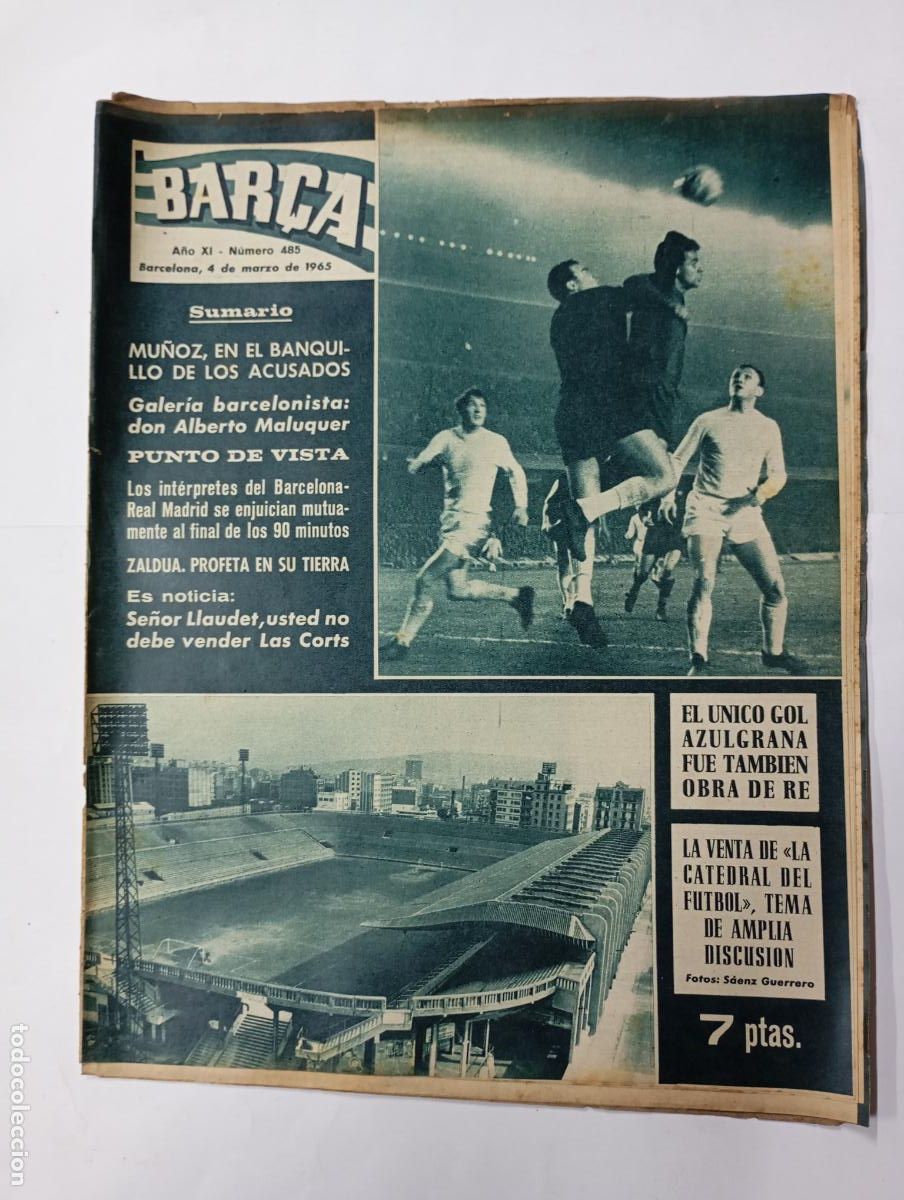 BARÇA
Año XI - Número 485
Barcelona, 4 de marzo de 1965
Sumario
MUÑOZ, EN EL BANQUI-
LLO DE LOS ACUSADOS
Galería barcelonista:
don Alberto Maluquer
PUNTO DE VISTA
Los intérpretes del Barcelona-
Real Madrid se enjuician mutua-
mente al final de los 90 minutos
ZALDUA. PROFETA EN SU TIERRA
Es noticia:
Señor Llaudet, usted no
debe vender Las Corts
EL UNICO GOL
AZULGRANA
FUE TAMBIEN
OBRA DE RE
LA VENTA DE «LA
CATEDRAL DEL
FUTBOL», TEMA
DE AMPLIA
DISCUSION
Fotos: Sáenz Guerrero
7 ptas.
todocoleccion